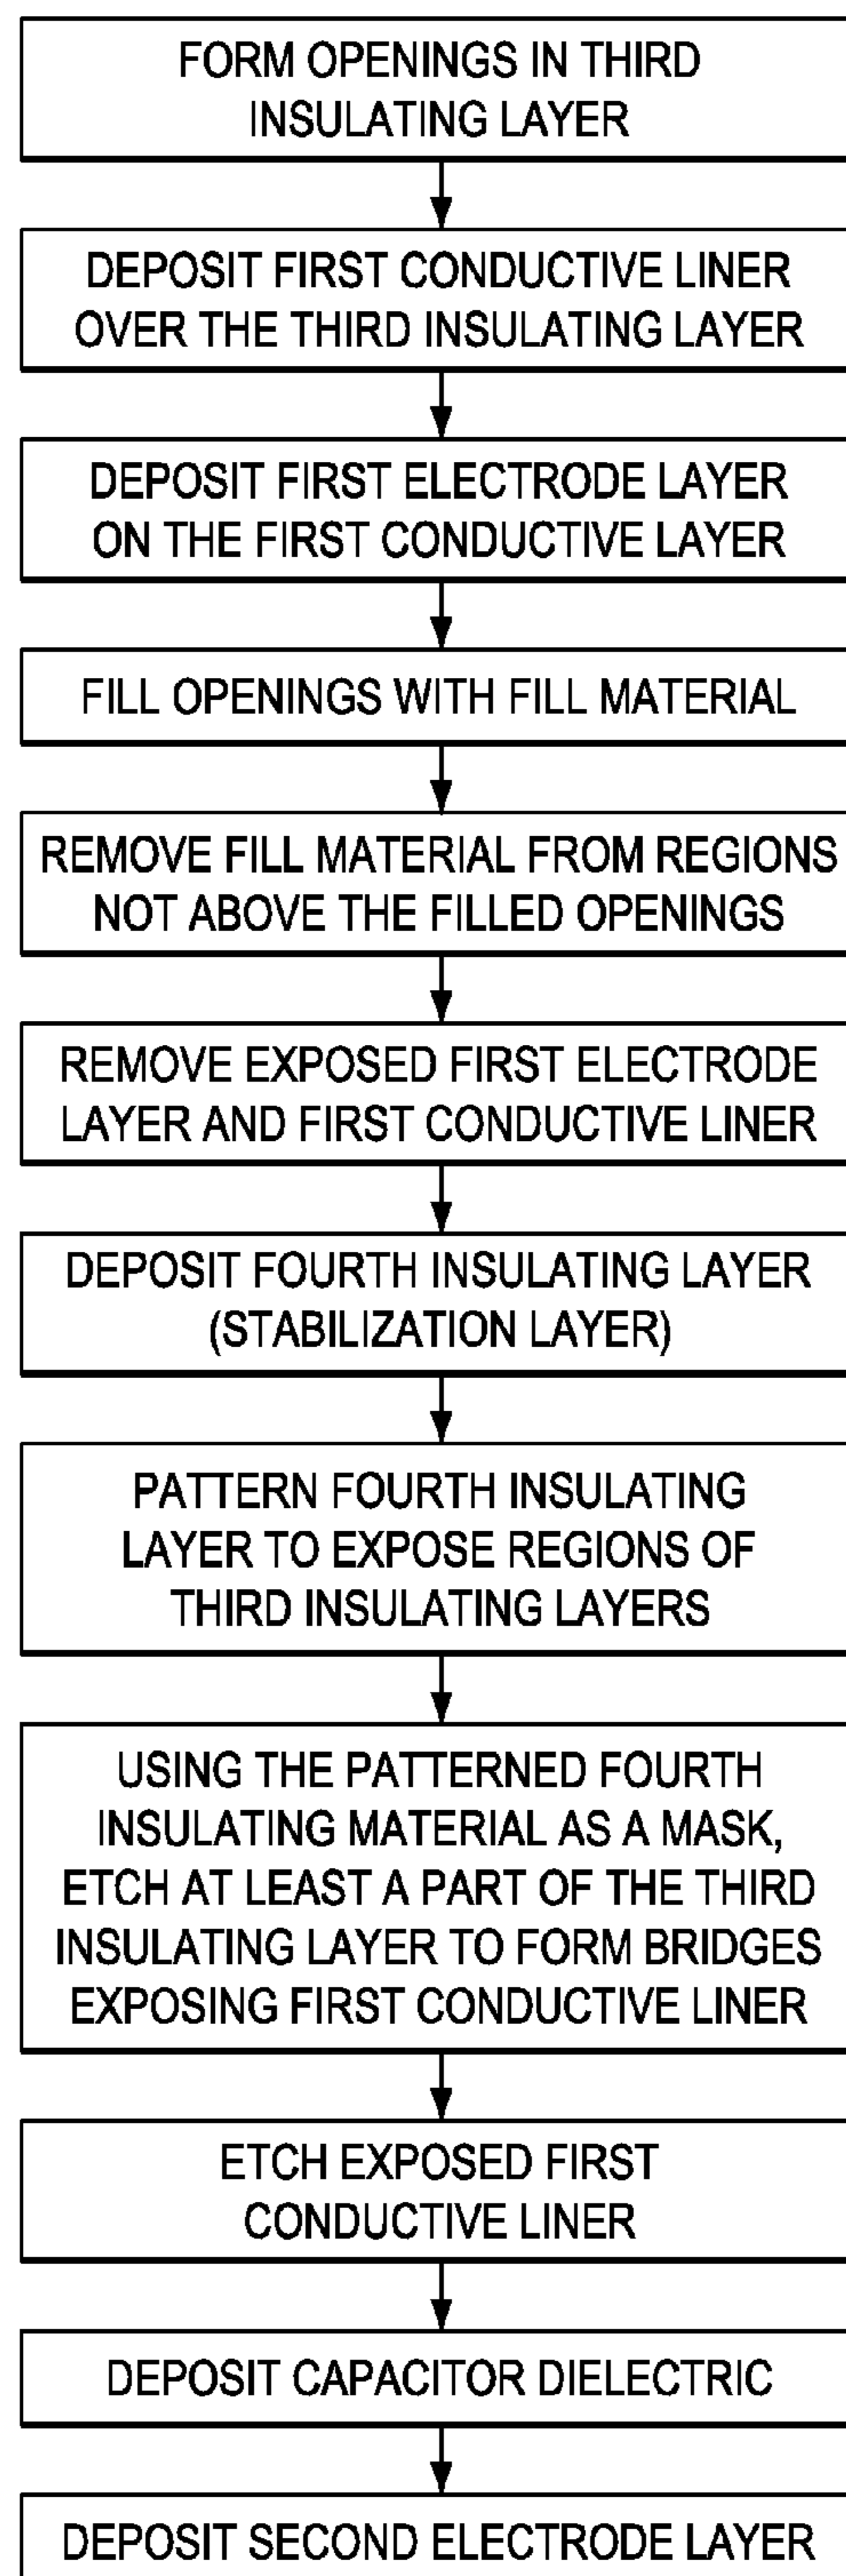 FORM OPENINGS IN THIRD
INSULATING LAYER
DEPOSIT FIRST CONDUCTIVE LINER
OVER THE THIRD INSULATING LAYER
DEPOSIT FIRST ELECTRODE LAYER
ON THE FIRST CONDUCTIVE LAYER
FILL OPENINGS WITH FILL MATERIAL
REMOVE FILL MATERIAL FROM REGIONS
NOT ABOVE THE FILLED OPENINGS
REMOVE EXPOSED FIRST ELECTRODE
LAYER AND FIRST CONDUCTIVE LINER
DEPOSIT FOURTH INSULATING LAYER
(STABILIZATION LAYER)
PATTERN FOURTH INSULATING
LAYER TO EXPOSE REGIONS OF
THIRD INSULATING LAYERS
USING THE PATTERNED FOURTH
INSULATING MATERIAL AS A MASK,
ETCH AT LEAST A PART OF THE THIRD
INSULATING LAYER TO FORM BRIDGES
EXPOSING FIRST CONDUCTIVE LINER
ETCH EXPOSED FIRST
CONDUCTIVE LINER
DEPOSIT CAPACITOR DIELECTRIC
DEPOSIT SECOND ELECTRODE LAYER